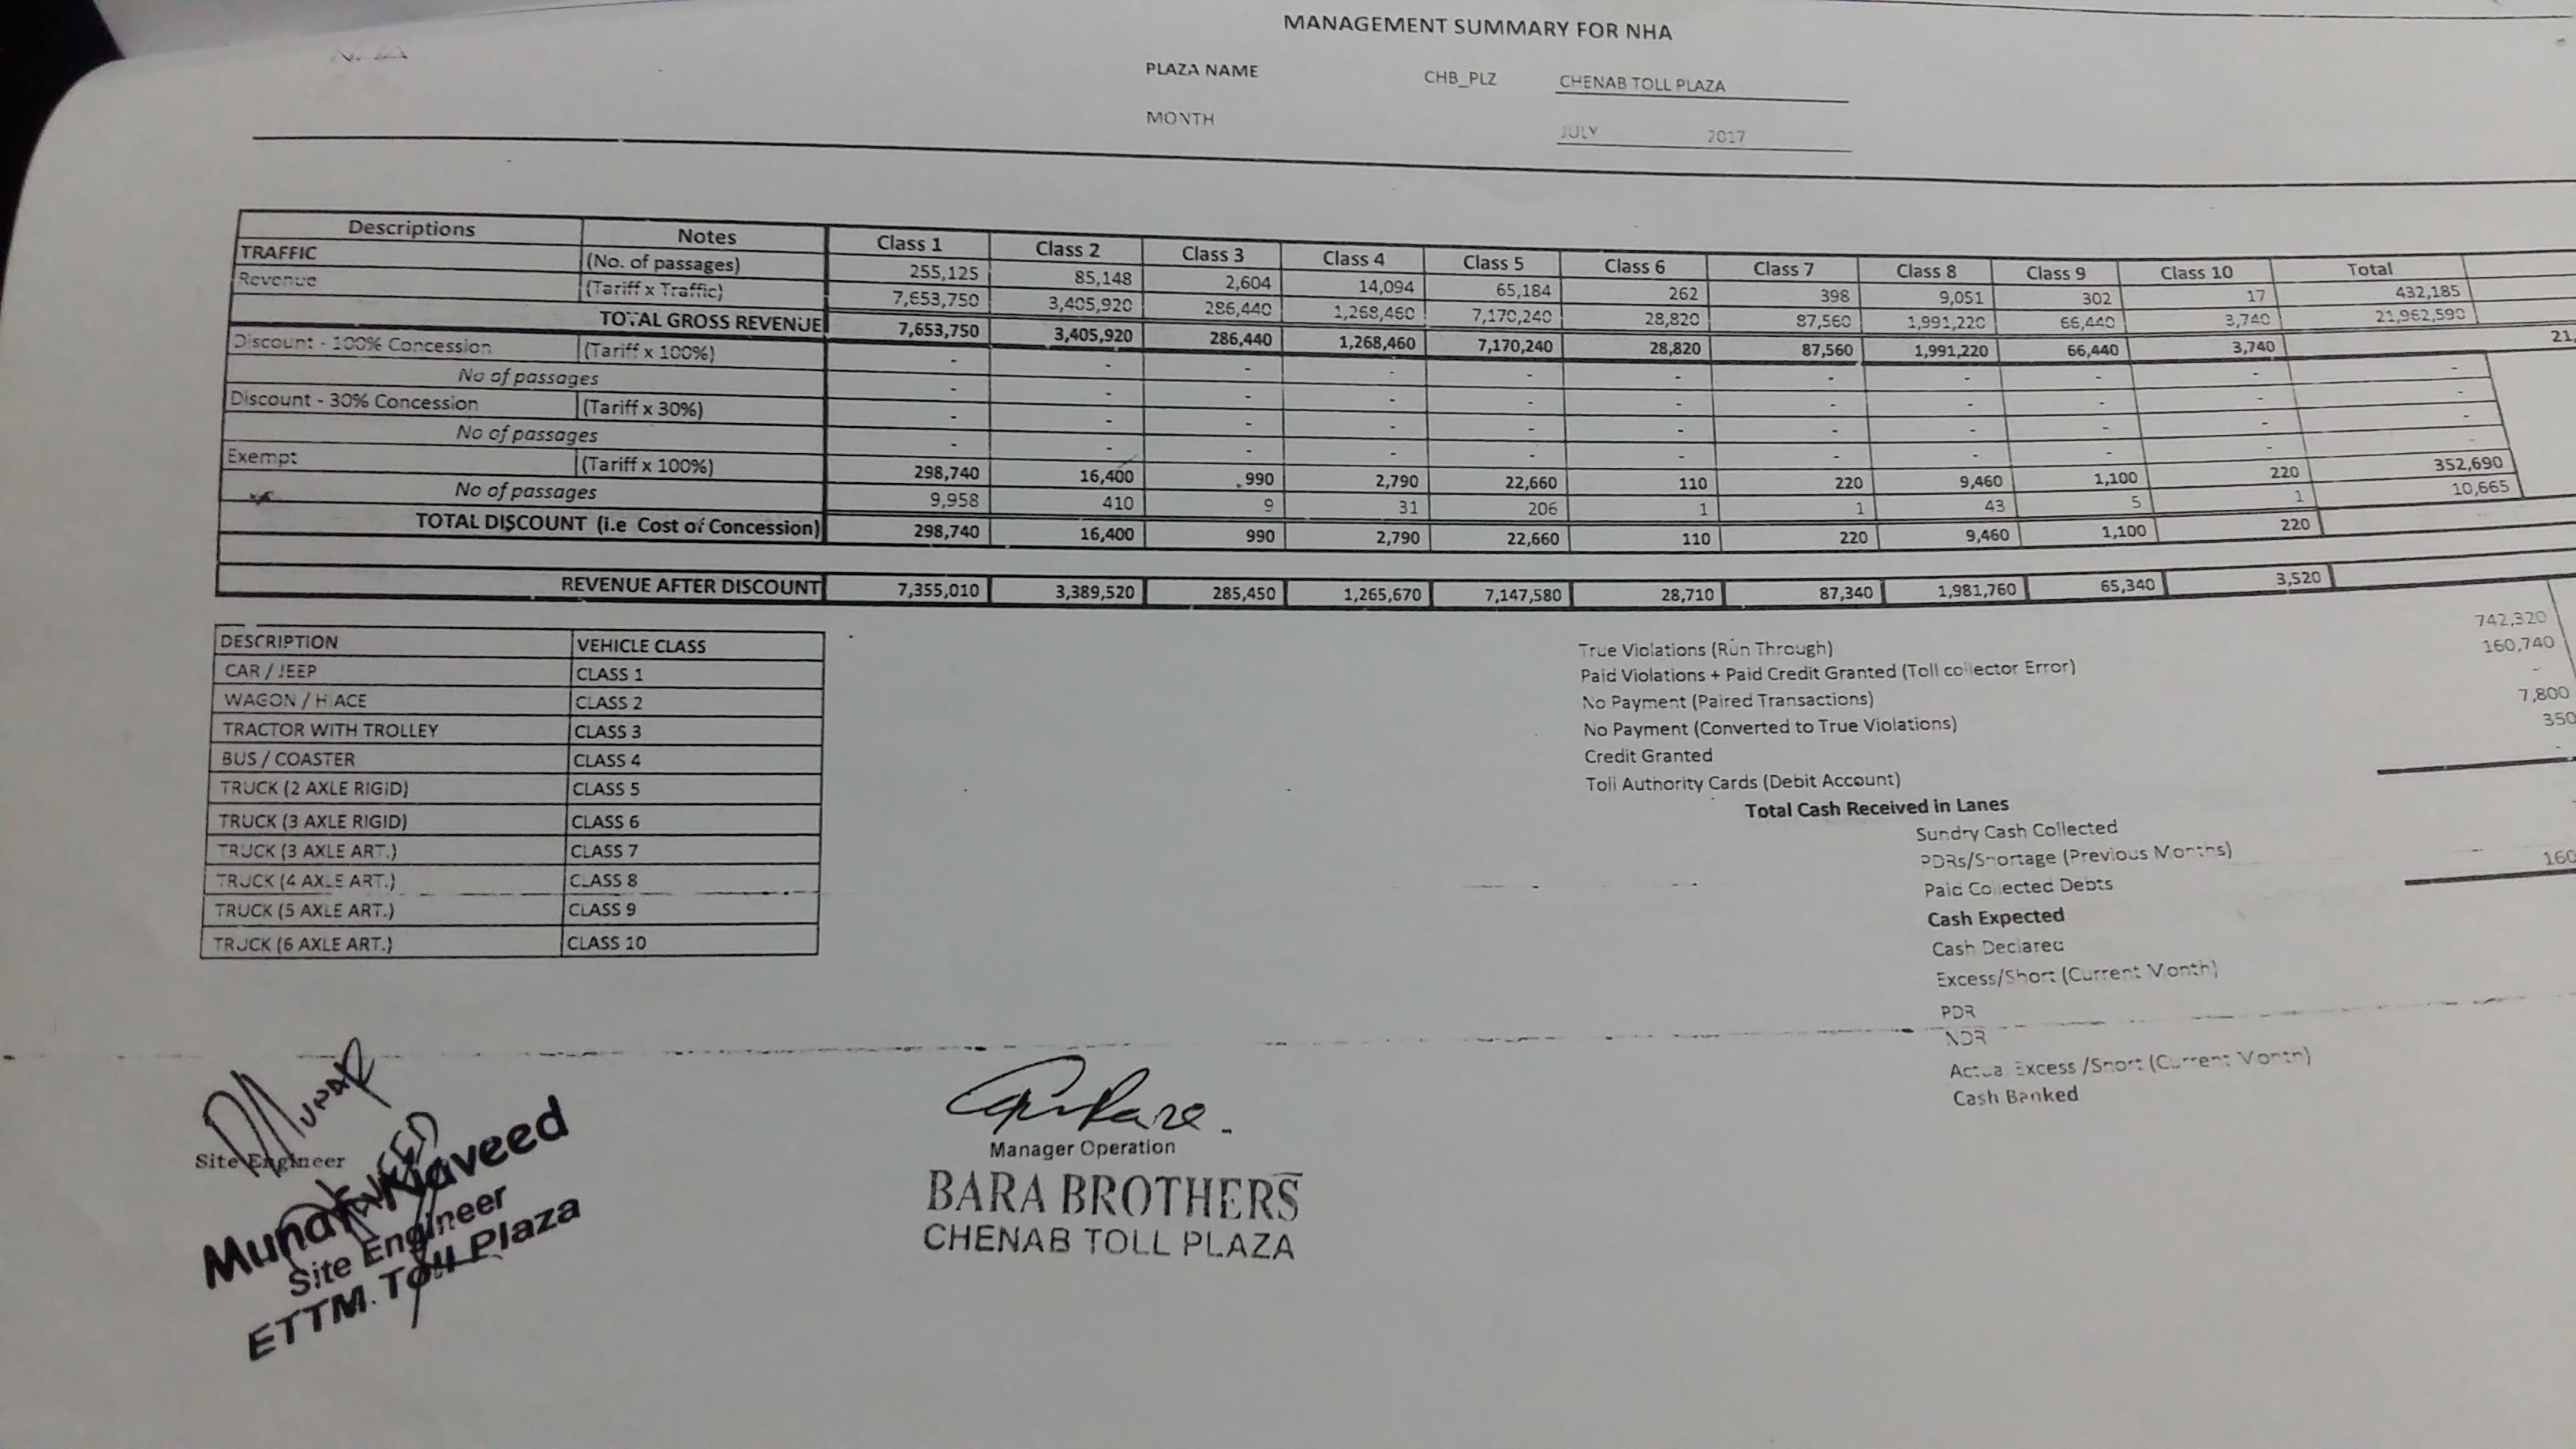 MANAGEMENT SUMMARY FOR NHA
PLAZA NAME CHB_PLZ CHENAB TOLL PLAZA
MONTH JULY 2017
Descriptions Notes Class 1 Class 2 Class 3 Class 4 Class 5 Class 6 Class 7 Class 8 Class 9 Class 10 Total
TRAFFIC (No. of passages) 255,125 85,148 2,604 14,094 65,184 262 398 9,051 302 17 432,185
Revenue (Tariff x Traffic) 7,653,750 3,405,920 286,440 1,268,460 7,170,240 28,820 87,560 1,991,220 66,440 3,740 21,962,590
TOTAL GROSS REVENUE 7,653,750 3,405,920 286,440 1,268,460 7,170,240 28,820 87,560 1,991,220 66,440 3,740 21,
Discount - 100% Concession (Tariff x 100%) - - - - - - - - - - -
No of passages - - - - - - - - - - -
Discount - 30% Concession (Tariff x 30%) - - - - - - - - - - -
No of passages - - - - - - - - - - -
Exempt (Tariff x 100%) 298,740 16,400 990 2,790 22,660 110 220 9,460 1,100 220 352,690
No of passages 9,958 410 9 31 206 1 1 43 5 1 10,665
TOTAL DISCOUNT (i.e Cost of Concession) 298,740 16,400 990 2,790 22,660 110 220 9,460 1,100 220
REVENUE AFTER DISCOUNT 7,355,010 3,389,520 285,450 1,265,670 7,147,580 28,710 87,340 1,981,760 65,340 3,520
DESCRIPTION VEHICLE CLASS
CAR / JEEP CLASS 1
WAGON / HIACE CLASS 2
TRACTOR WITH TROLLEY CLASS 3
BUS / COASTER CLASS 4
TRUCK (2 AXLE RIGID) CLASS 5
TRUCK (3 AXLE RIGID) CLASS 6
TRUCK (3 AXLE ART.) CLASS 7
TRUCK (4 AXLE ART.) CLASS 8
TRUCK (5 AXLE ART.) CLASS 9
TRUCK (6 AXLE ART.) CLASS 10
True Violations (Run Through) 742,320
Paid Violations + Paid Credit Granted (Toll collector Error) 160,740
No Payment (Paired Transactions) -
No Payment (Converted to True Violations) 7,800
Credit Granted 350
Toll Authority Cards (Debit Account) -
Total Cash Received in Lanes
Sundry Cash Collected
PDRs/Shortage (Previous Months) -
Paid Collected Debts 160
Cash Expected
Cash Declared
Excess/Short (Current Month)
PDR
NDR
Actual Excess /Short (Current Month)
Cash Banked
Site Engineer
Munaf Naveed
Site Engineer
ETTM. Toll Plaza
Manager Operation
BARA BROTHERS
CHENAB TOLL PLAZA